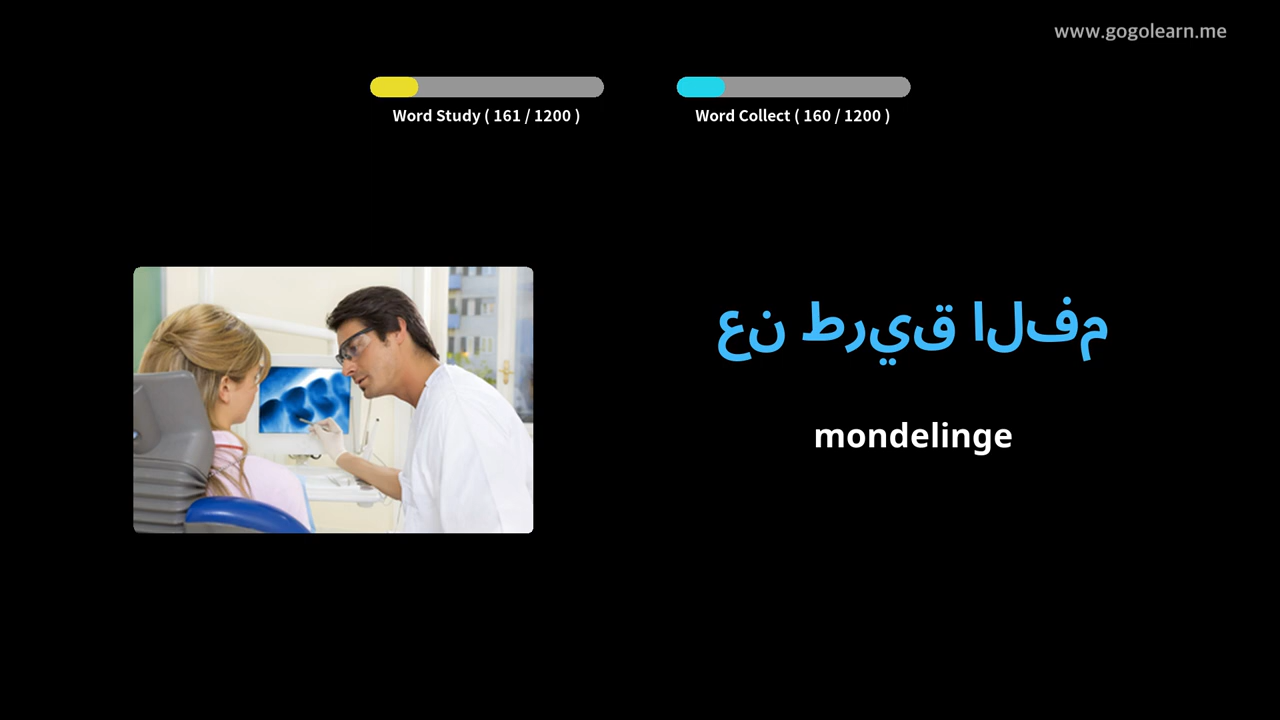 www.gogolearn.me
Word Study ( 161 / 1200 )
Word Collect ( 160 / 1200 )
عن طريق الفم
mondelinge